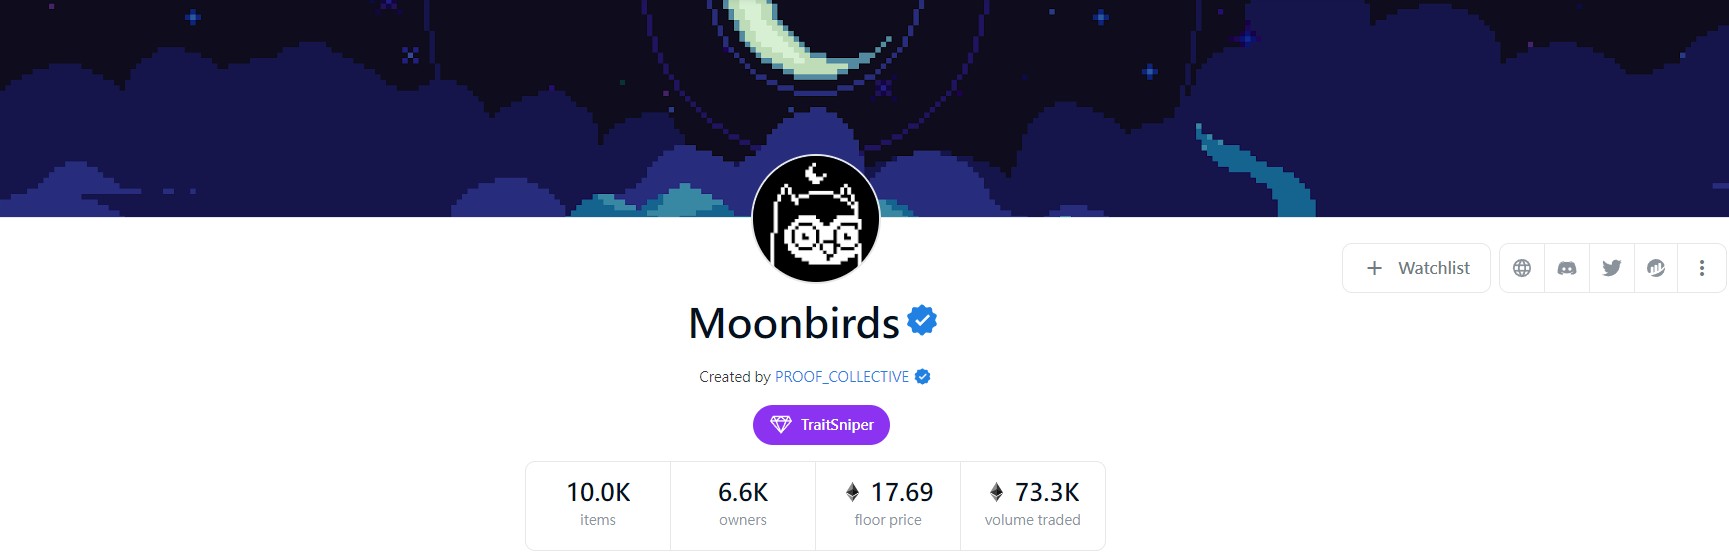 Watchlist
Moonbirds
Created by PROOF_COLLECTIVE
TraitSniper
10.0K 6.6K 17.69 73.3K
items owners floor price volume traded